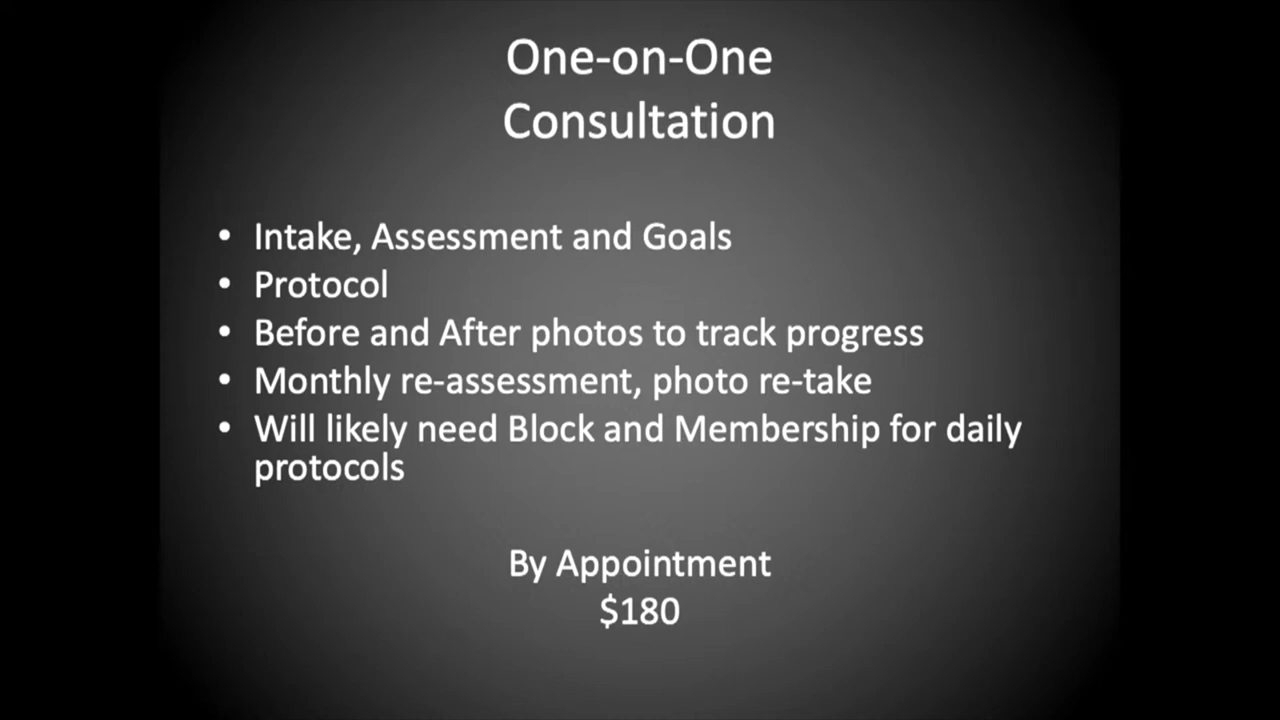 One-on-One
Consultation
• Intake, Assessment and Goals
• Protocol
• Before and After photos to track progress
• Monthly re-assessment, photo re-take
• Will likely need Block and Membership for daily
protocols
By Appointment
$180